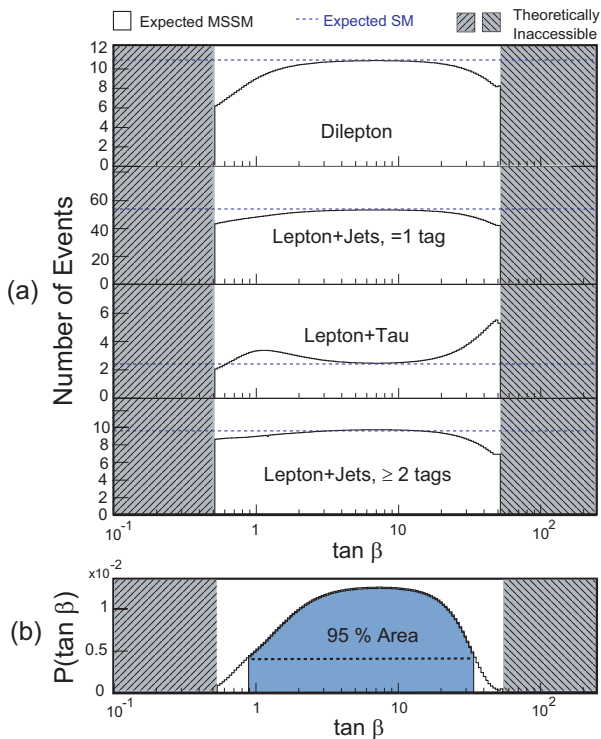 Expected MSSM
Expected SM
Theoretically
Inaccessible
(a)
Number of Events
12
10
8
6
4
2
0
Dilepton
60
40
20
0
Lepton+Jets, =1 tag
6
4
2
0
Lepton+Tau
10
8
6
4
2
0
Lepton+Jets, ≥ 2 tags
10⁻¹ 1 10 10²
tan β
(b)
P(tan β)
x10⁻²
1
0.5
0
95 % Area
10⁻¹ 1 10 10²
tan β